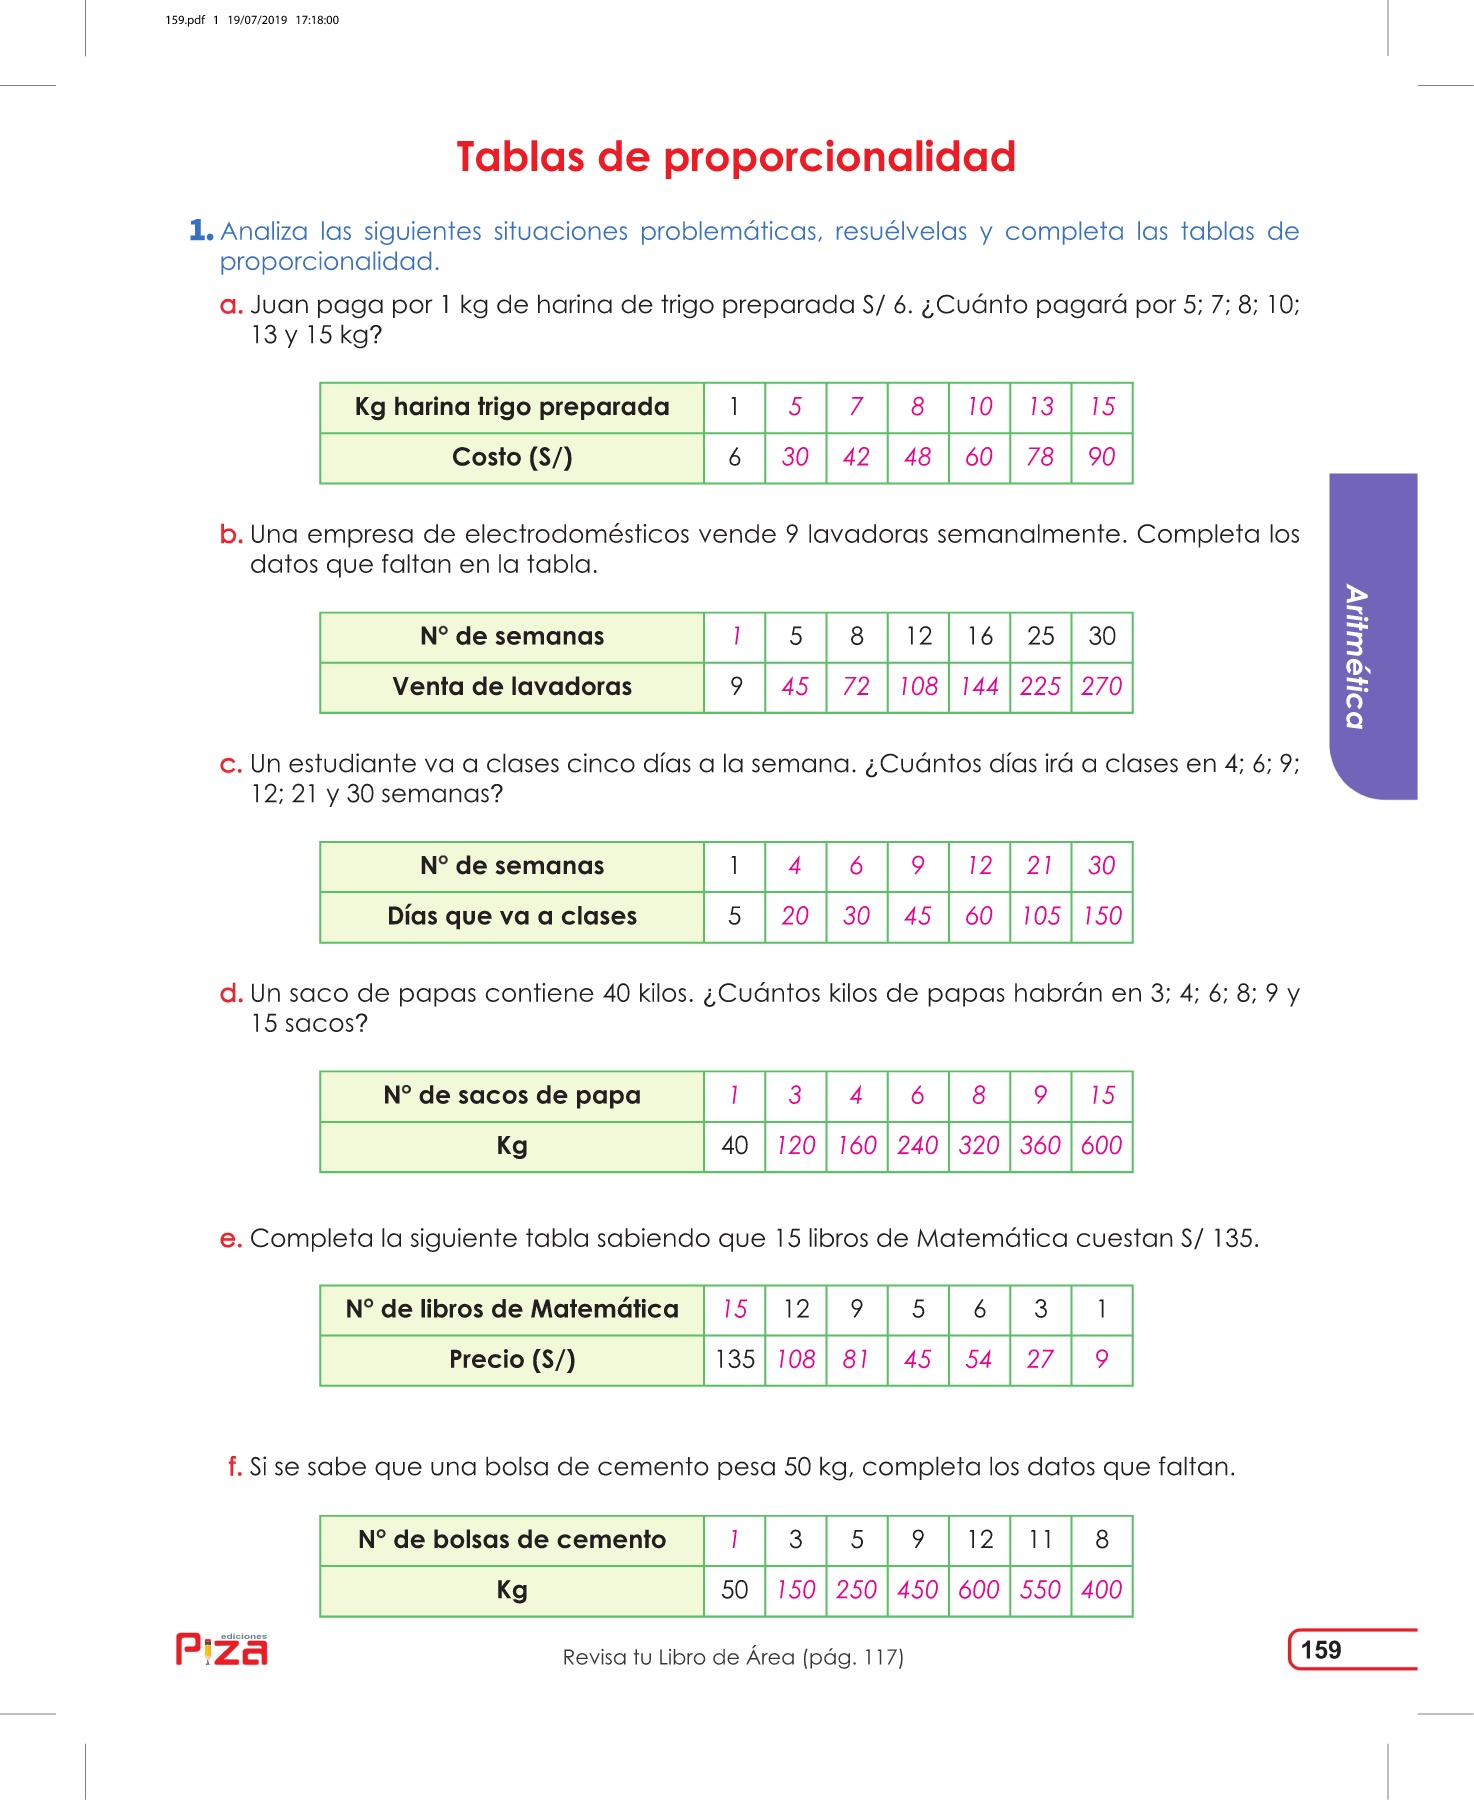 159.pdf 1 19/07/2019 17:18:00
Tablas de proporcionalidad
1. Analiza las siguientes situaciones problemáticas, resuélvelas y completa las tablas de
proporcionalidad.
a. Juan paga por 1 kg de harina de trigo preparada S/ 6. ¿Cuánto pagará por 5; 7; 8; 10;
13 y 15 kg?
Kg harina trigo preparada 1 5 7 8 10 13 15
Costo (S/) 6 30 42 48 60 78 90
b. Una empresa de electrodomésticos vende 9 lavadoras semanalmente. Completa los
datos que faltan en la tabla.
N° de semanas 1 5 8 12 16 25 30
Venta de lavadoras 9 45 72 108 144 225 270
Aritmética
c. Un estudiante va a clases cinco días a la semana. ¿Cuántos días irá a clases en 4; 6; 9;
12; 21 y 30 semanas?
N° de semanas 1 4 6 9 12 21 30
Días que va a clases 5 20 30 45 60 105 150
d. Un saco de papas contiene 40 kilos. ¿Cuántos kilos de papas habrán en 3; 4; 6; 8; 9 y
15 sacos?
N° de sacos de papa 1 3 4 6 8 9 15
Kg 40 120 160 240 320 360 600
e. Completa la siguiente tabla sabiendo que 15 libros de Matemática cuestan S/ 135.
N° de libros de Matemática 15 12 9 5 6 3 1
Precio (S/) 135 108 81 45 54 27 9
f. Si se sabe que una bolsa de cemento pesa 50 kg, completa los datos que faltan.
N° de bolsas de cemento 1 3 5 9 12 11 8
Kg 50 150 250 450 600 550 400
ediciones
Piza
Revisa tu Libro de Área (pág. 117)
159